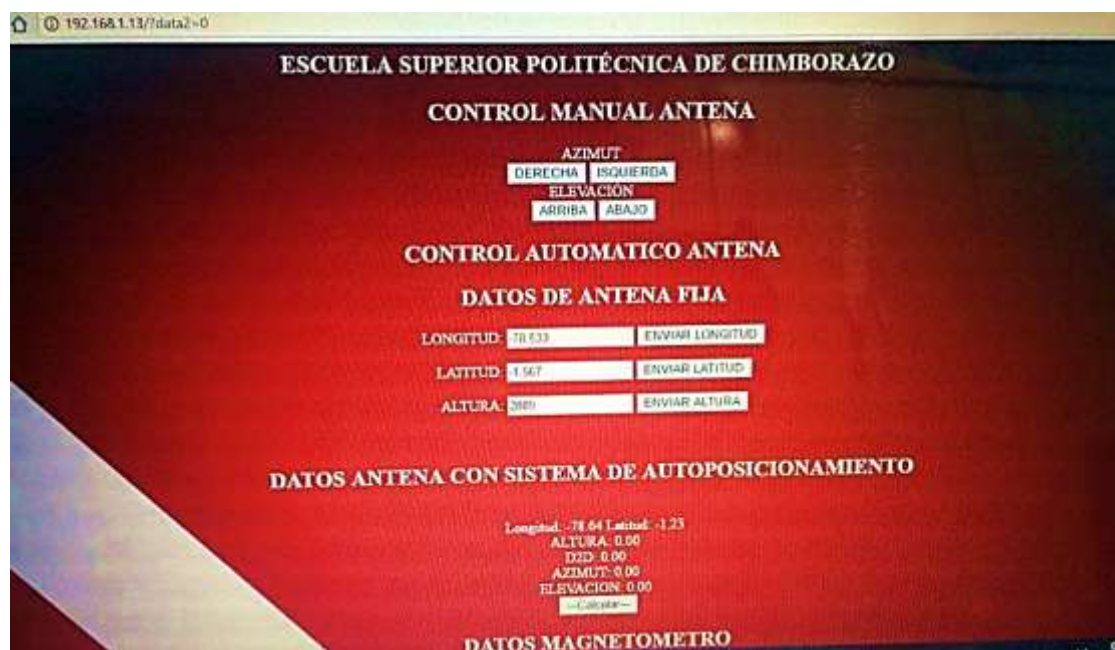 192.168.1.13/?data2=0
ESCUELA SUPERIOR POLITÉCNICA DE CHIMBORAZO
CONTROL MANUAL ANTENA
AZIMUT
DERECHA ISQUIERDA
ELEVACIÓN
ARRIBA ABAJO
CONTROL AUTOMATICO ANTENA
DATOS DE ANTENA FIJA
LONGITUD: -78.633 ENVIAR LONGITUD
LATITUD: -1.567 ENVIAR LATITUD
ALTURA: ENVIAR ALTURA
DATOS ANTENA CON SISTEMA DE AUTOPOSICIONAMIENTO
Longitud: -78.64 Latitud: -1.23
ALTURA: 0.00
D2D: 0.00
AZIMUT: 0.00
ELEVACION: 0.00
---Calcular---
DATOS MAGNETOMETRO